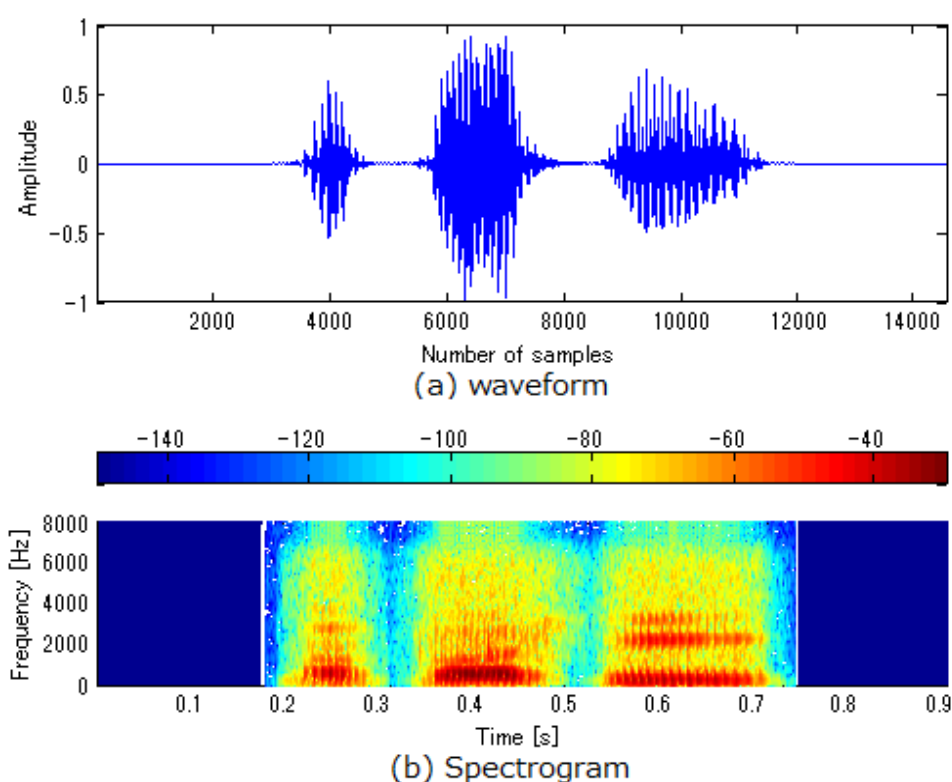 1
0.5
0
−0.5
−1
Amplitude
2000 4000 6000 8000 10000 12000 14000
Number of samples
(a) waveform
−140 −120 −100 −80 −60 −40
8000
6000
4000
2000
0
Frequency [Hz]
0.1 0.2 0.3 0.4 0.5 0.6 0.7 0.8 0.9
Time [s]
(b) Spectrogram